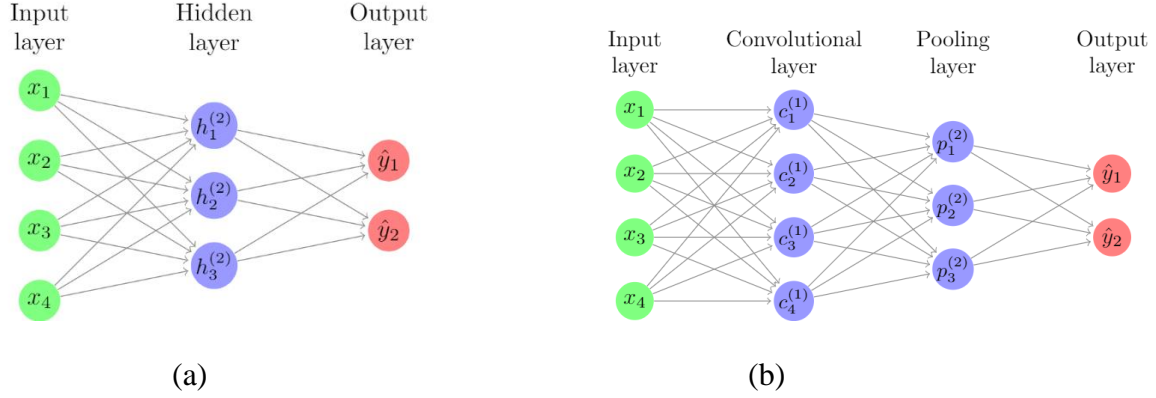 Input layer
Hidden layer
Output layer
x₁
x₂
x₃
x₄
h₁⁽²⁾
h₂⁽²⁾
h₃⁽²⁾
ŷ₁
ŷ₂
(a)
Input layer
Convolutional layer
Pooling layer
Output layer
x₁
x₂
x₃
x₄
c₁⁽¹⁾
c₂⁽¹⁾
c₃⁽¹⁾
c₄⁽¹⁾
p₁⁽²⁾
p₂⁽²⁾
p₃⁽²⁾
ŷ₁
ŷ₂
(b)